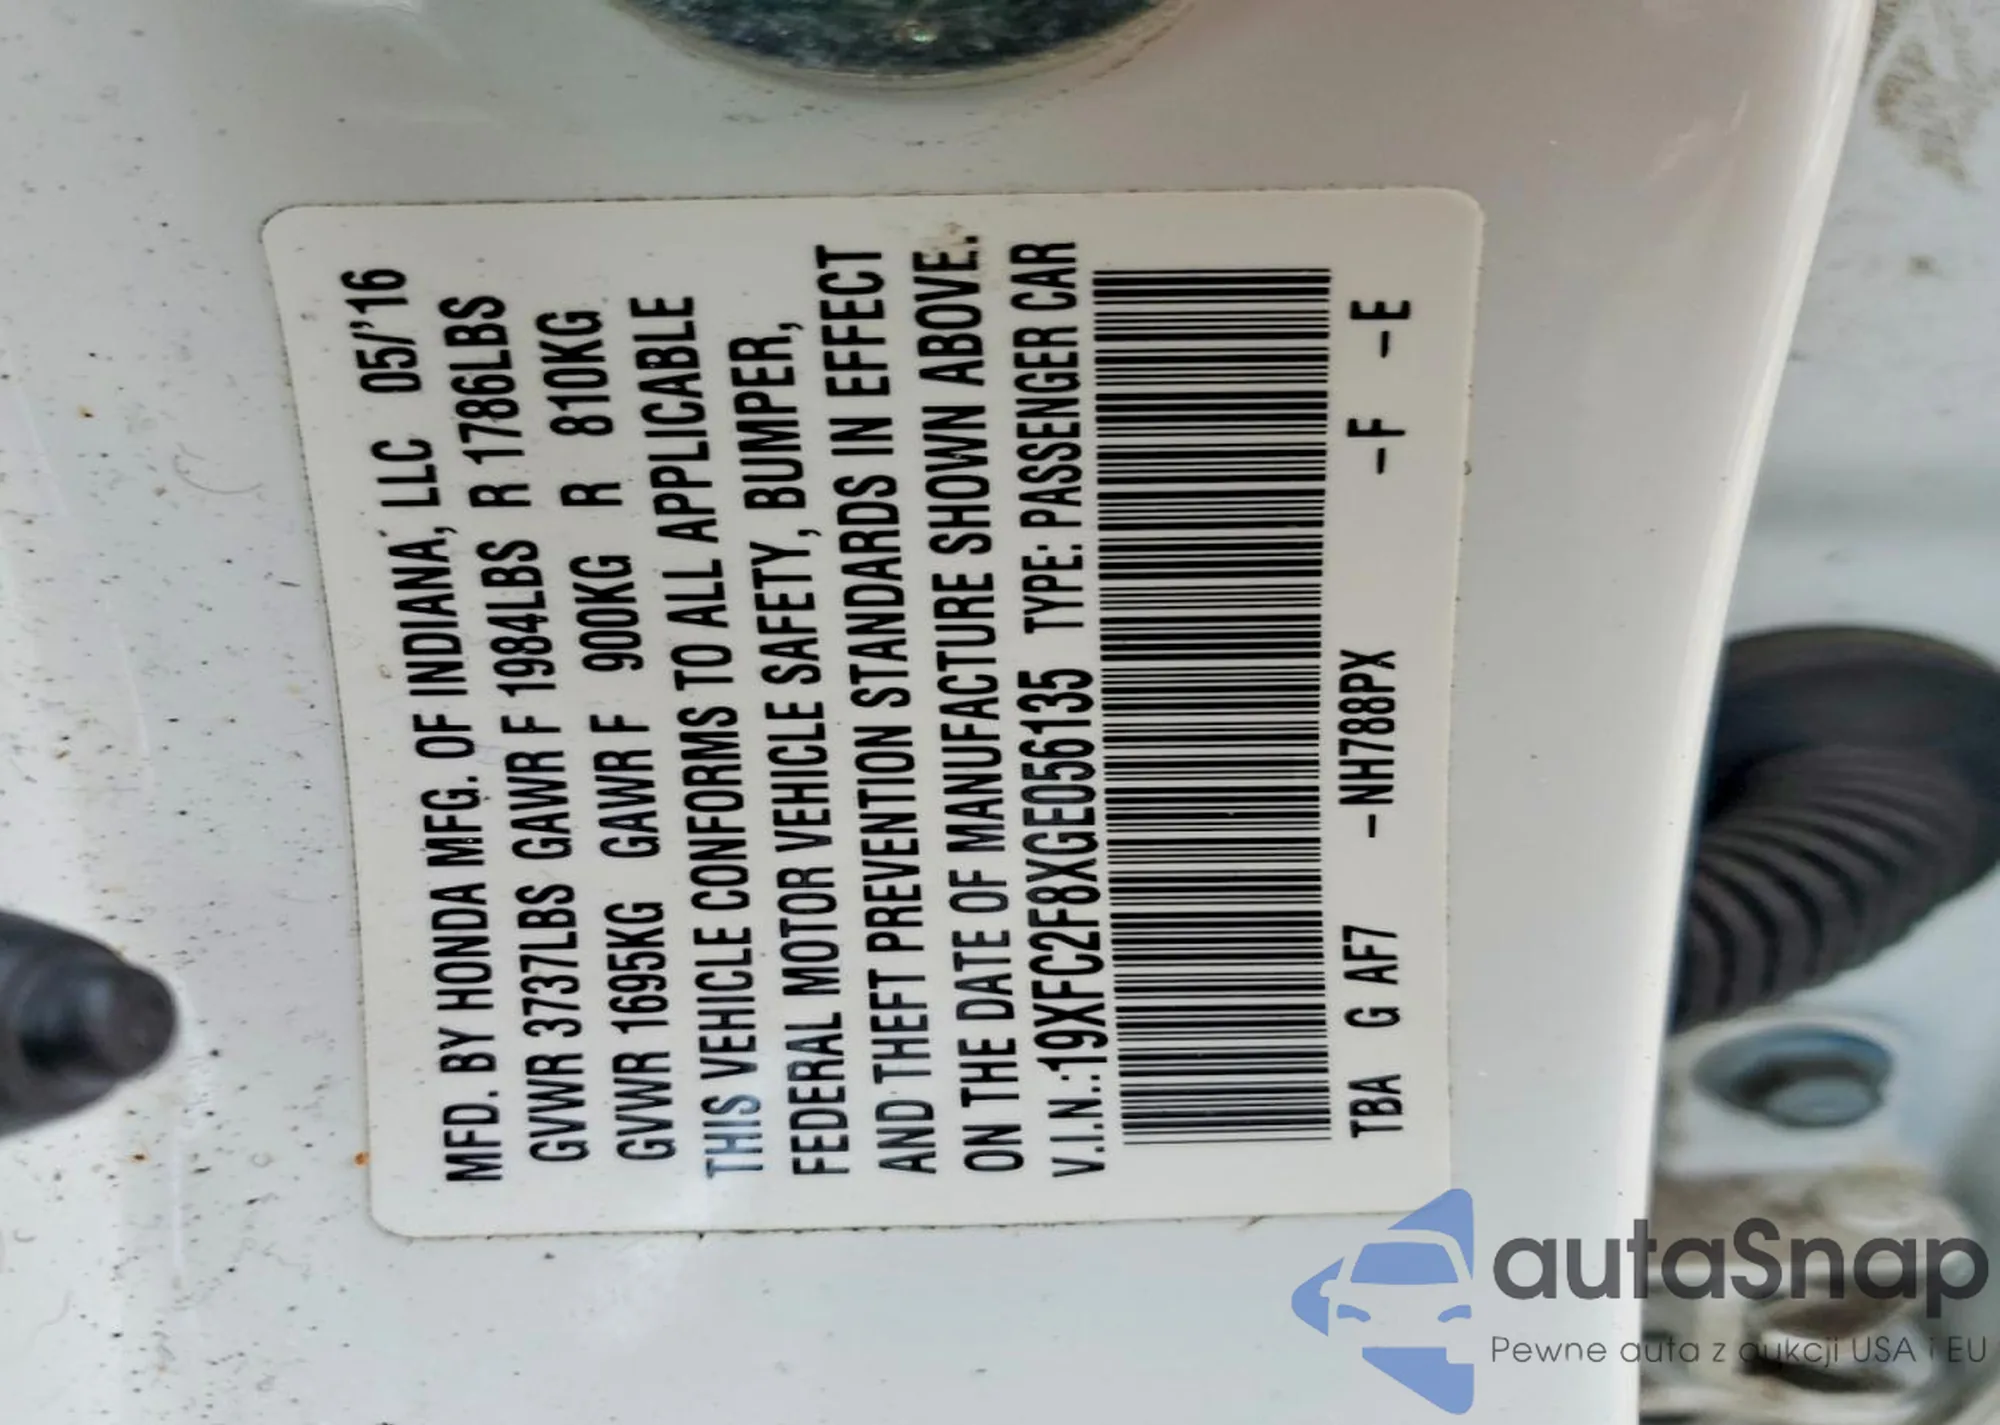 MFD. BY HONDA MFG. OF INDIANA, LLC 05/'16
GVWR 3737LBS GAWR F 1984LBS R 1786LBS
GVWR 1695KG GAWR F 900KG R 810KG
THIS VEHICLE CONFORMS TO ALL APPLICABLE
FEDERAL MOTOR VEHICLE SAFETY, BUMPER,
AND THEFT PREVENTION STANDARDS IN EFFECT
ON THE DATE OF MANUFACTURE SHOWN ABOVE.
V.I.N.:19XFC2F8XGE056135 TYPE: PASSENGER CAR
TBA G AF7 -NH788PX -F -E
autaSnap
Pewne auta z aukcji USA i EU